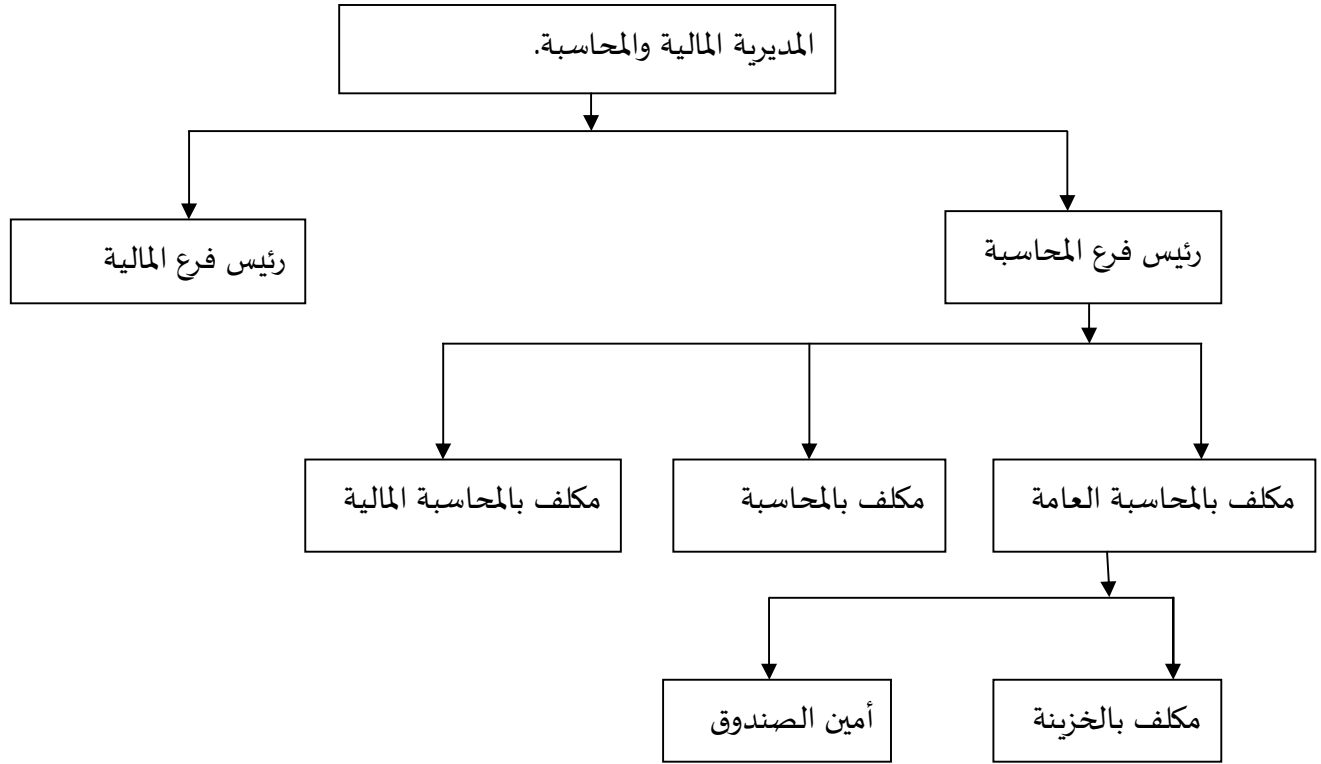 المديرية المالية والمحاسبة.
رئيس فرع المحاسبة
رئيس فرع المالية
مكلف بالمحاسبة العامة
مكلف بالمحاسبة
مكلف بالمحاسبة المالية
مكلف بالخزينة
أمين الصندوق